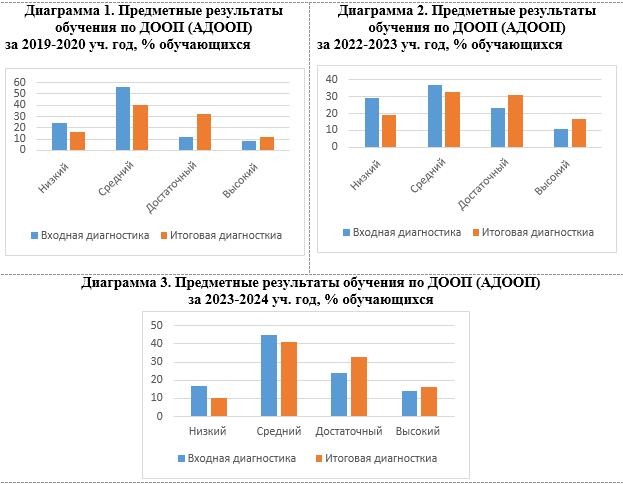 Диаграмма 1. Предметные результаты
обучения по ДООП (АДООП)
за 2019-2020 уч. год, % обучающихся
60
50
40
30
20
10
0
Низкий
Средний
Достаточный
Высокий
Входная диагностика
Итоговая диагносткиа
Диаграмма 2. Предметные результаты
обучения по ДООП (АДООП)
за 2022-2023 уч. год, % обучающихся
40
30
20
10
0
Низкий
Средний
Достаточный
Высокий
Входная диагностика
Итоговая диагносткиа
Диаграмма 3. Предметные результаты обучения по ДООП (АДООП)
за 2023-2024 уч. год, % обучающихся
50
40
30
20
10
0
Низкий Средний Достаточный Высокий
Входная диагностика
Итоговая диагносткиа